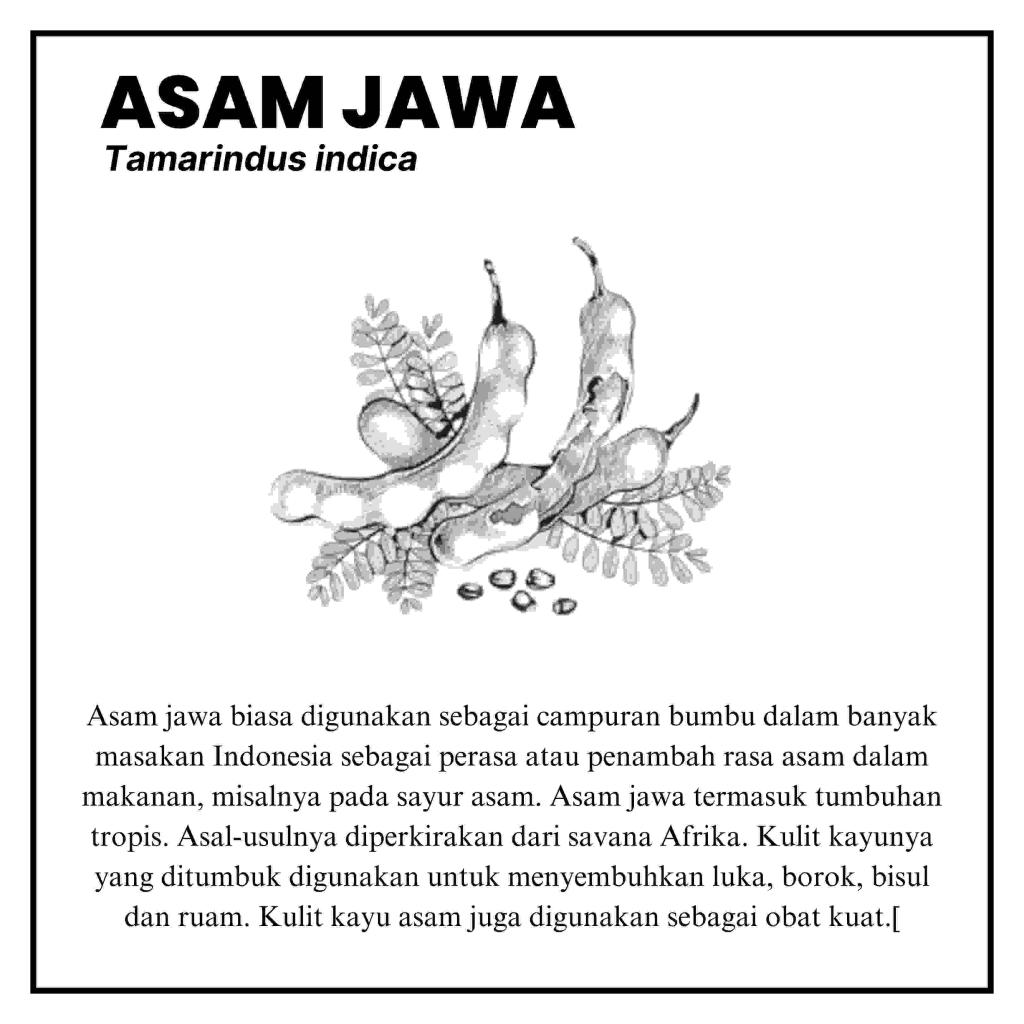 ASAM JAWA
Tamarindus indica
Asam jawa biasa digunakan sebagai campuran bumbu dalam banyak
masakan Indonesia sebagai perasa atau penambah rasa asam dalam
makanan, misalnya pada sayur asam. Asam jawa termasuk tumbuhan
tropis. Asal-usulnya diperkirakan dari savana Afrika. Kulit kayunya
yang ditumbuk digunakan untuk menyembuhkan luka, borok, bisul
dan ruam. Kulit kayu asam juga digunakan sebagai obat kuat.[